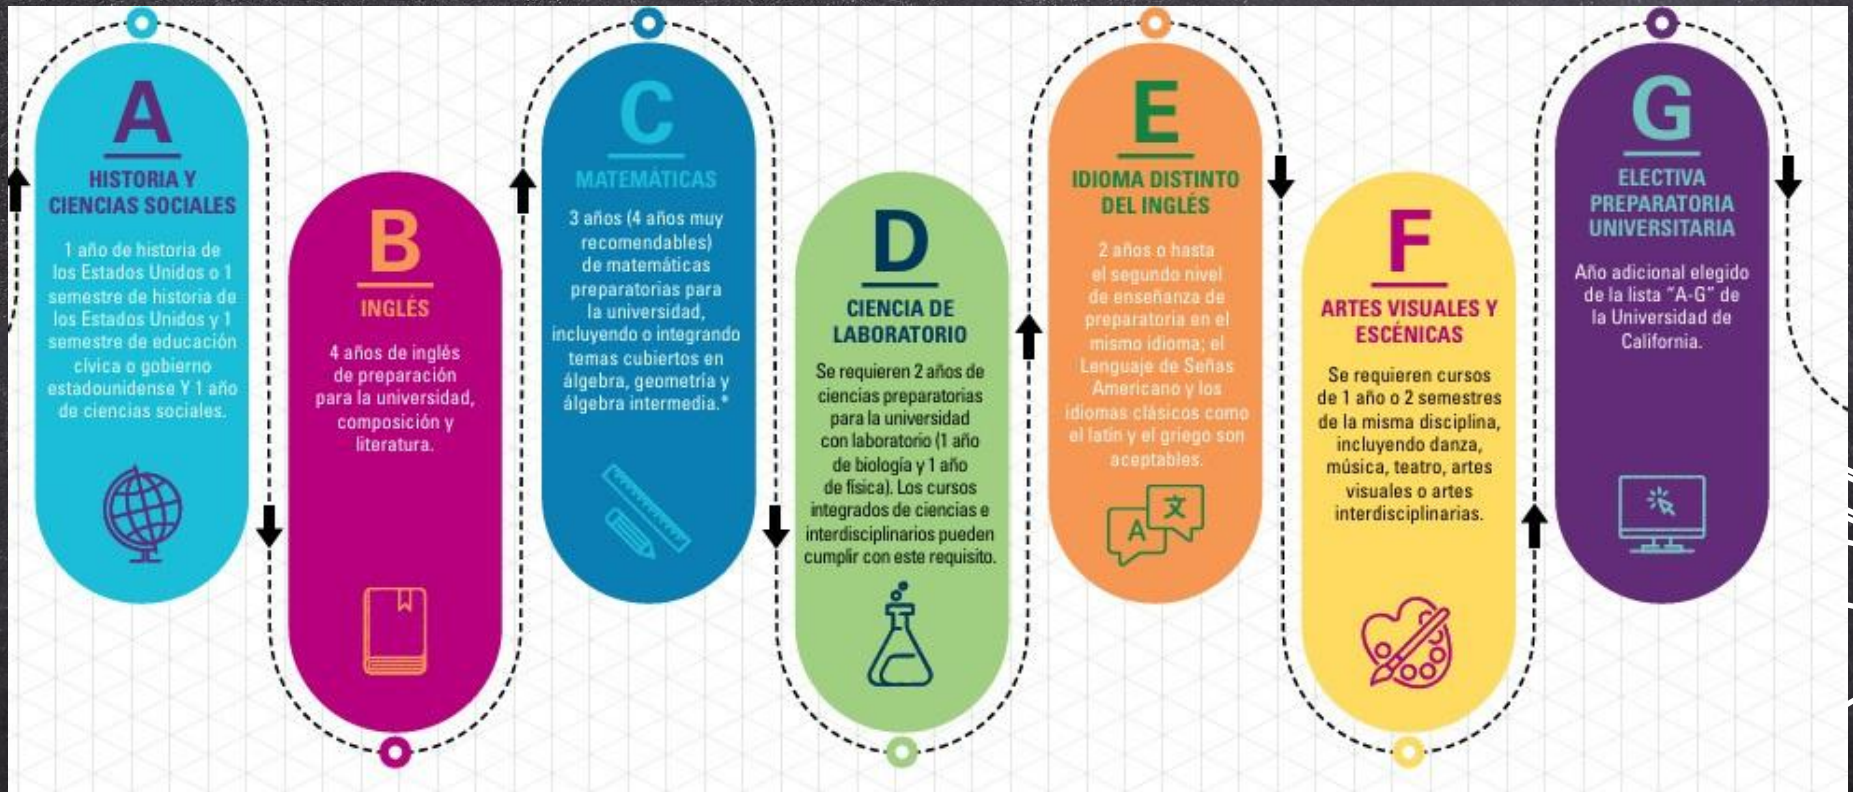 A
HISTORIA Y
CIENCIAS SOCIALES
1 año de historia de
los Estados Unidos o 1
semestre de historia de
los Estados Unidos y 1
semestre de educación
cívica o gobierno
estadounidense Y 1 año
de ciencias sociales.
B
INGLÉS
4 años de inglés
de preparación
para la universidad,
composición y
literatura.
C
MATEMÁTICAS
3 años (4 años muy
recomendables)
de matemáticas
preparatorias para
la universidad,
incluyendo o integrando
temas cubiertos en
álgebra, geometría y
álgebra intermedia.*
D
CIENCIA DE
LABORATORIO
Se requieren 2 años de
ciencias preparatorias
para la universidad
con laboratorio (1 año
de biología y 1 año
de física). Los cursos
integrados de ciencias e
interdisciplinarios pueden
cumplir con este requisito.
E
IDIOMA DISTINTO
DEL INGLÉS
2 años o hasta
el segundo nivel
de enseñanza de
preparatoria en el
mismo idioma; el
Lenguaje de Señas
Americano y los
idiomas clásicos como
el latín y el griego son
aceptables.
A 文
F
ARTES VISUALES Y
ESCÉNICAS
Se requieren cursos
de 1 año o 2 semestres
de la misma disciplina,
incluyendo danza,
música, teatro, artes
visuales o artes
interdisciplinarias.
G
ELECTIVA
PREPARATORIA
UNIVERSITARIA
Año adicional elegido
de la lista “A-G” de
la Universidad de
California.